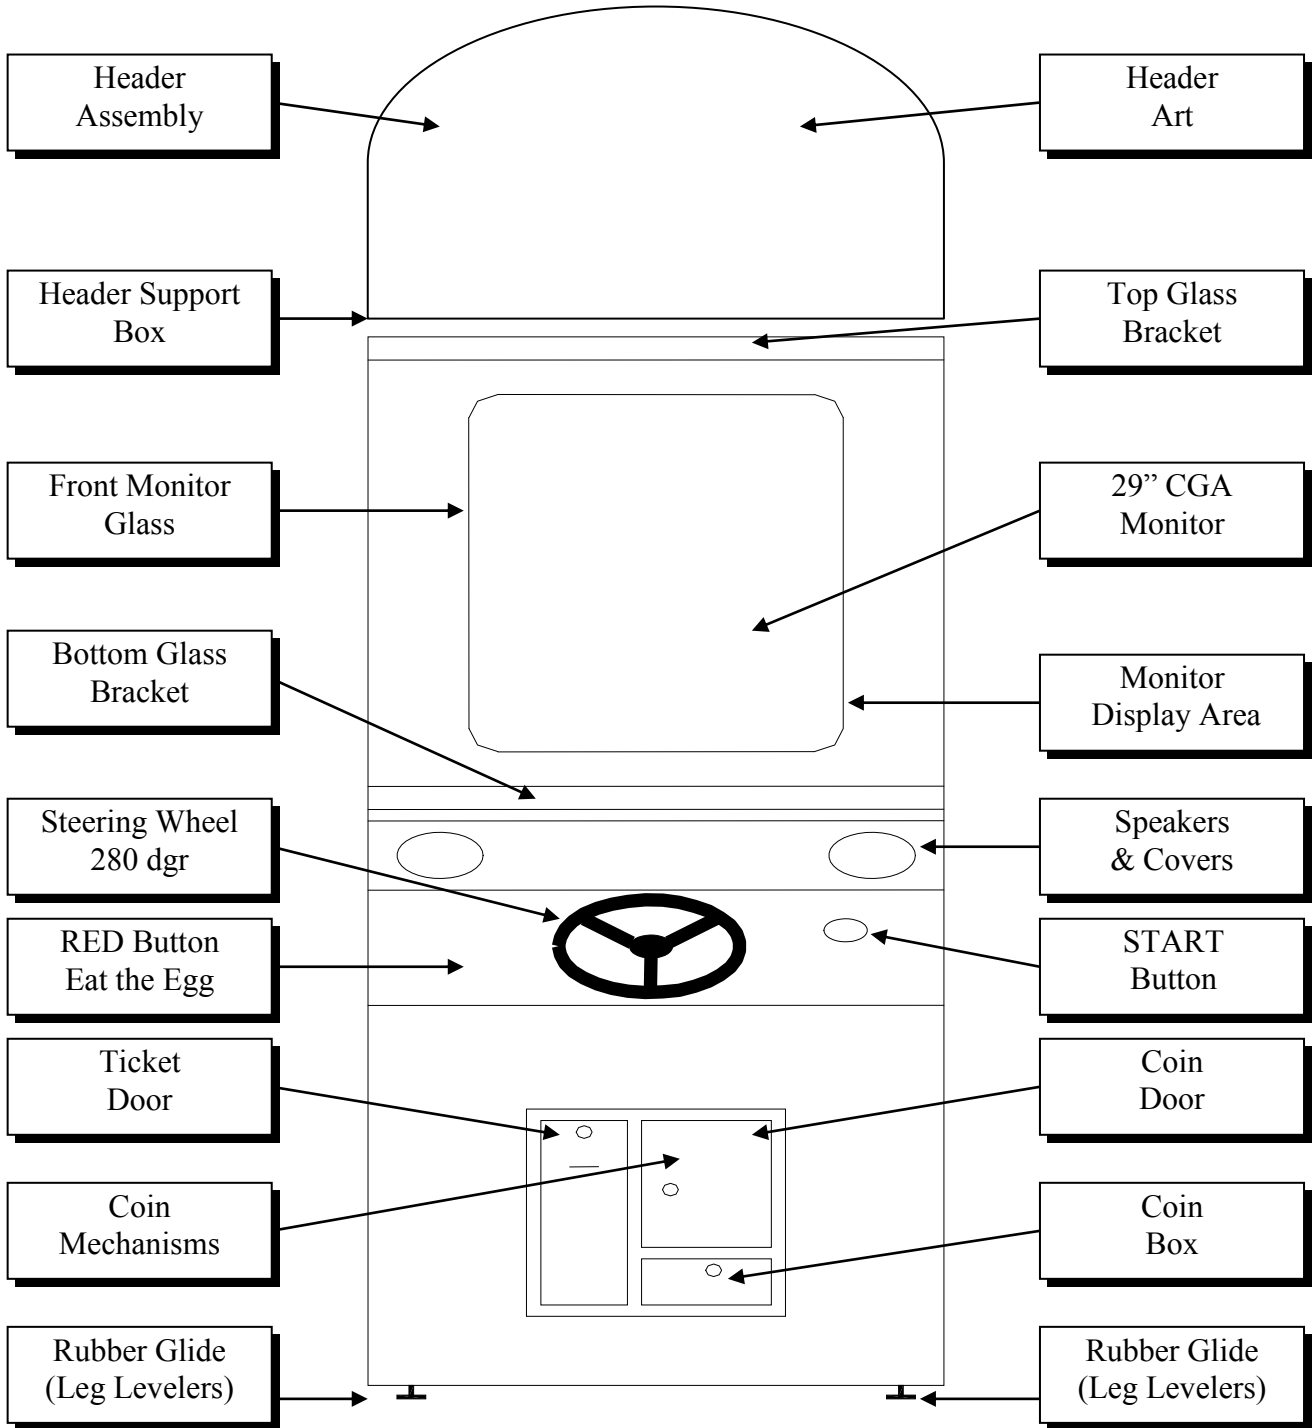 Header
Assembly
Header
Art
Header Support
Box
Top Glass
Bracket
Front Monitor
Glass
29” CGA
Monitor
Bottom Glass
Bracket
Monitor
Display Area
Steering Wheel
280 dgr
Speakers
& Covers
RED Button
Eat the Egg
START
Button
Ticket
Door
Coin
Door
Coin
Mechanisms
Coin
Box
Rubber Glide
(Leg Levelers)
Rubber Glide
(Leg Levelers)